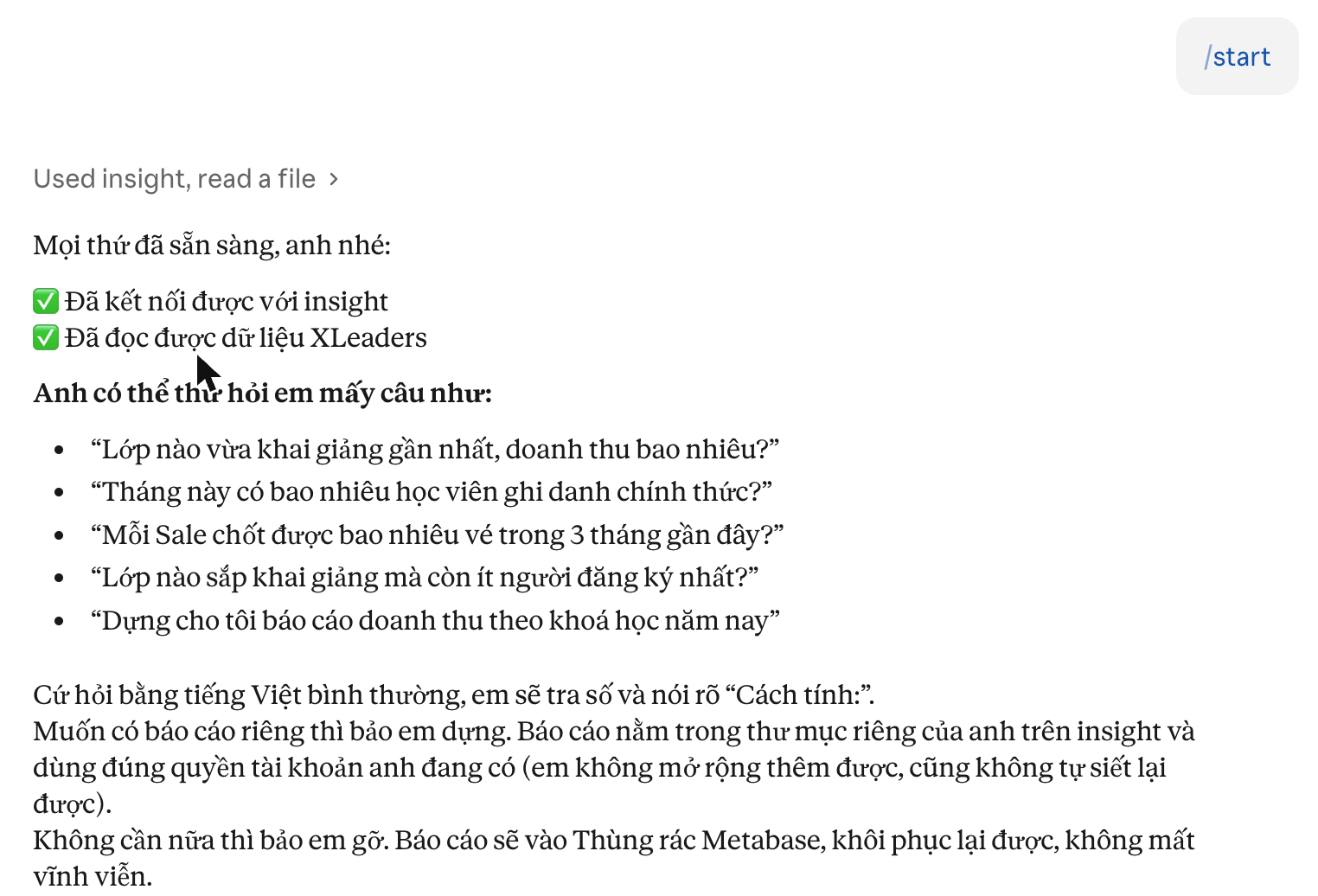 /start
Used insight, read a file >
Mọi thứ đã sẵn sàng, anh nhé:
✅ Đã kết nối được với insight
✅ Đã đọc được dữ liệu XLeaders
Anh có thể thử hỏi em mấy câu như:
• “Lớp nào vừa khai giảng gần nhất, doanh thu bao nhiêu?”
• “Tháng này có bao nhiêu học viên ghi danh chính thức?”
• “Mỗi Sale chốt được bao nhiêu vé trong 3 tháng gần đây?”
• “Lớp nào sắp khai giảng mà còn ít người đăng ký nhất?”
• “Dựng cho tôi báo cáo doanh thu theo khoá học năm nay”
Cứ hỏi bằng tiếng Việt bình thường, em sẽ tra số và nói rõ “Cách tính:”.
Muốn có báo cáo riêng thì bảo em dựng. Báo cáo nằm trong thư mục riêng của anh trên insight và
dùng đúng quyền tài khoản anh đang có (em không mở rộng thêm được, cũng không tự siết lại
được).
Không cần nữa thì bảo em gỡ. Báo cáo sẽ vào Thùng rác Metabase, khôi phục lại được, không mất
vĩnh viễn.